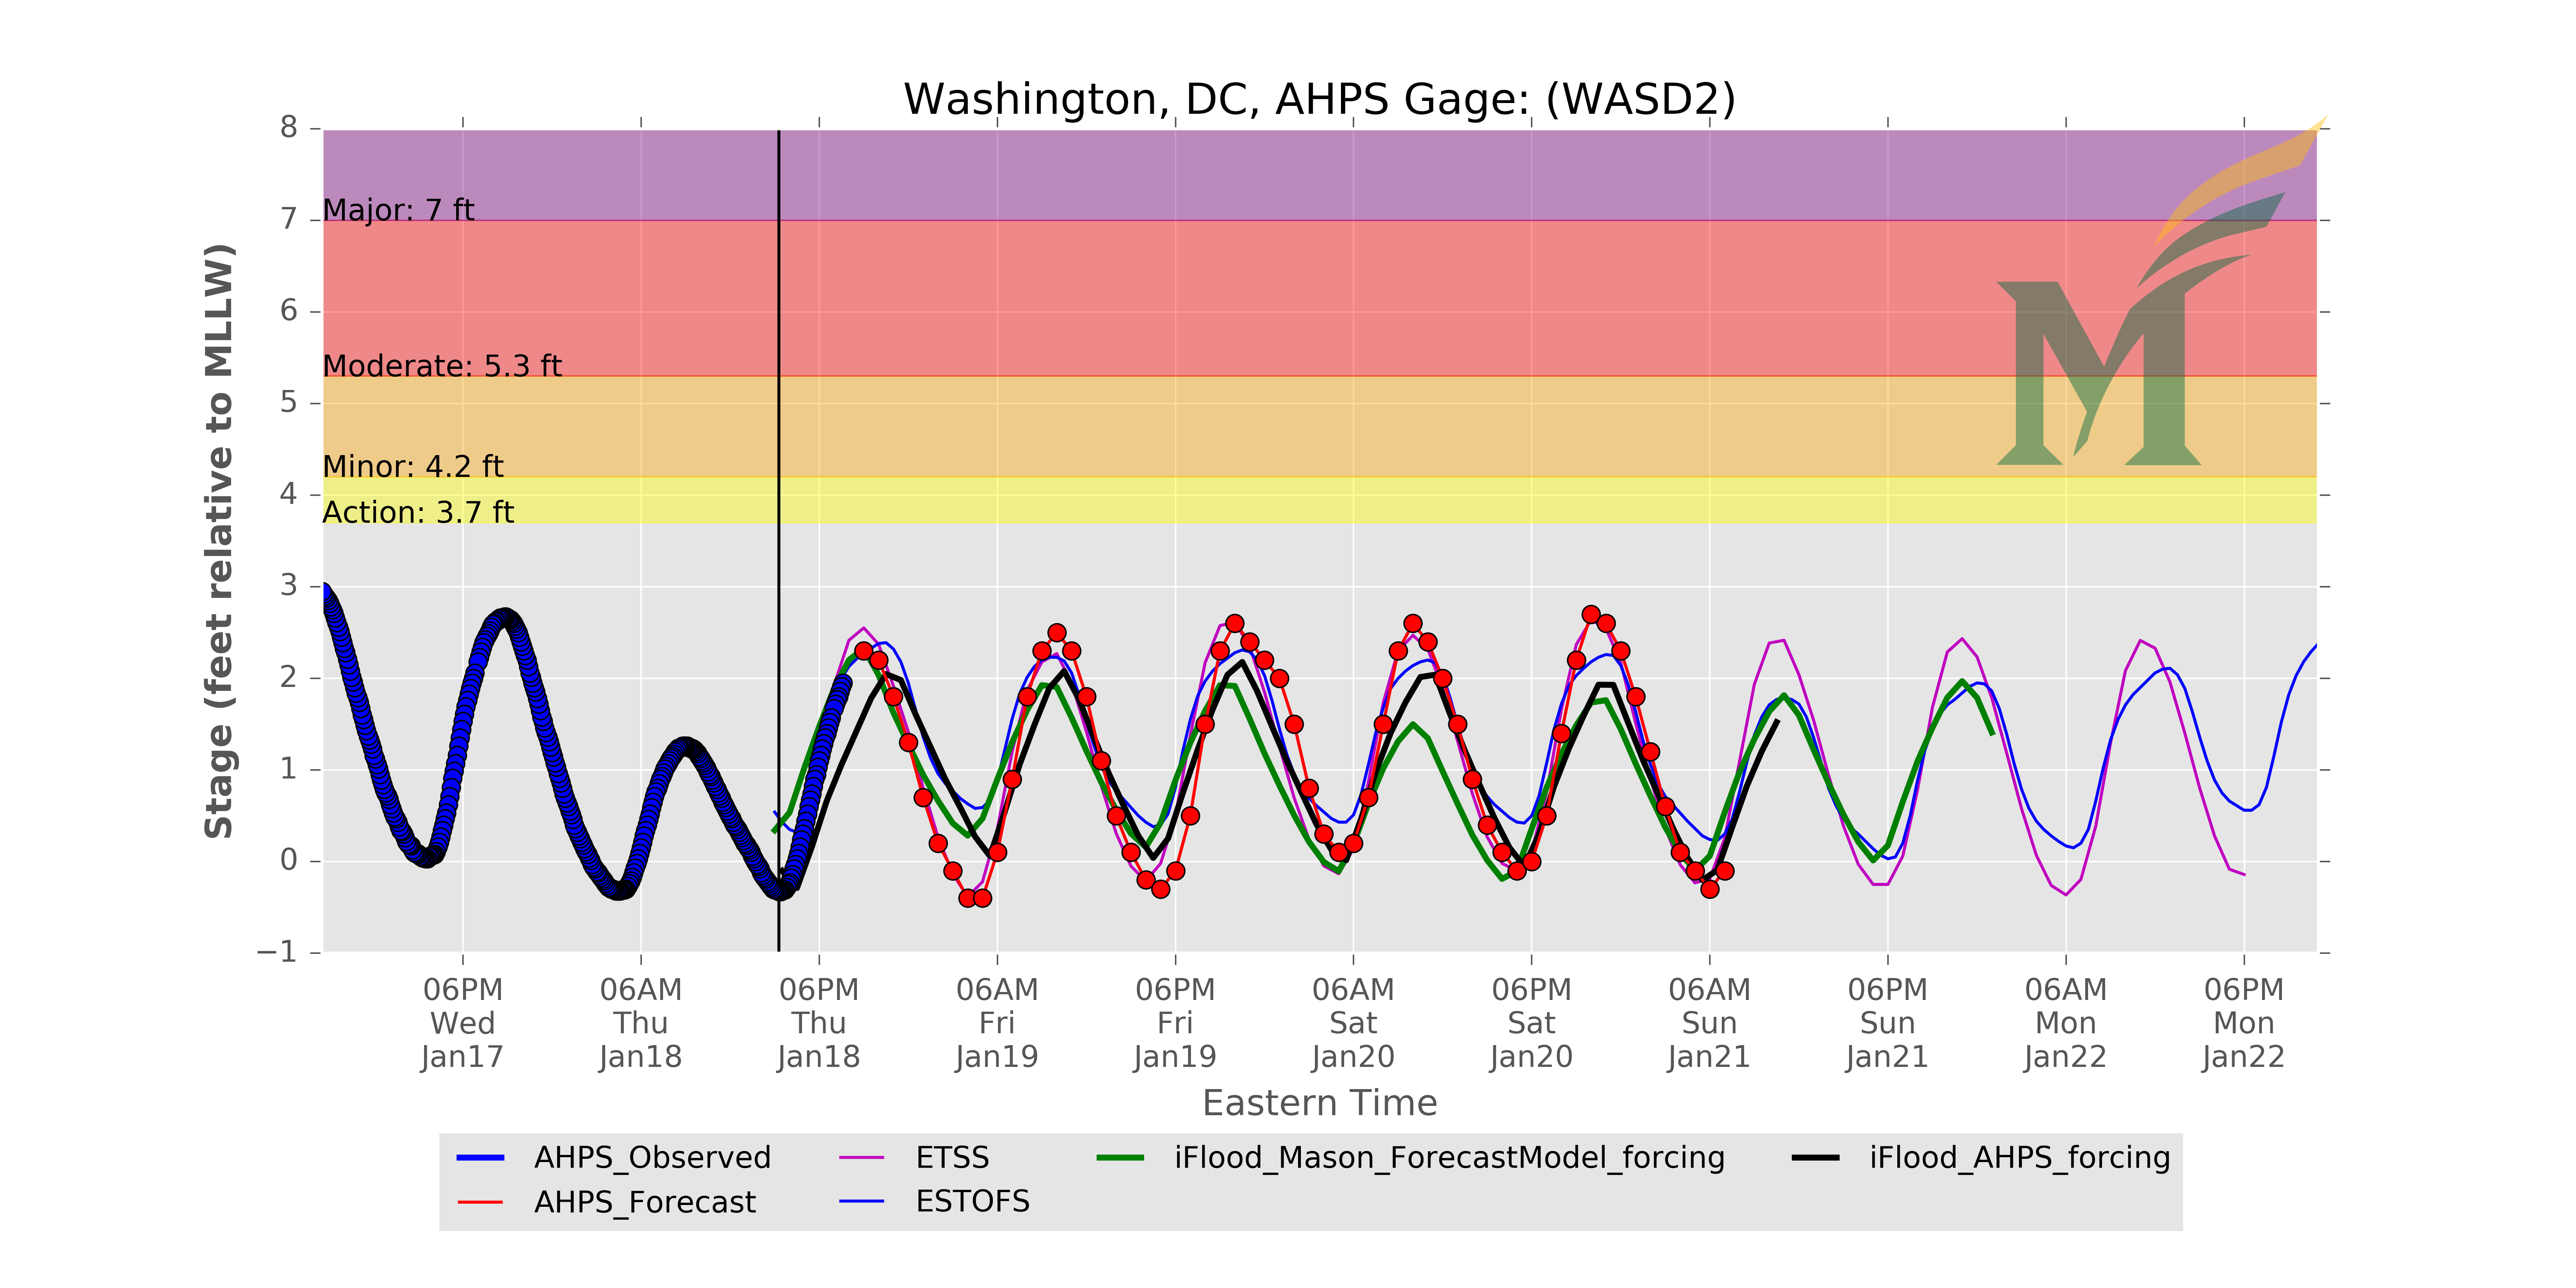 Washington, DC, AHPS Gage: (WASD2)
Stage (feet relative to MLLW)
8
7
6
5
4
3
2
1
0
−1
Major: 7 ft
Moderate: 5.3 ft
Minor: 4.2 ft
Action: 3.7 ft
06PM Wed Jan17
06AM Thu Jan18
06PM Thu Jan18
06AM Fri Jan19
06PM Fri Jan19
06AM Sat Jan20
06PM Sat Jan20
06AM Sun Jan21
06PM Sun Jan21
06AM Mon Jan22
06PM Mon Jan22
Eastern Time
AHPS_Observed
AHPS_Forecast
ETSS
ESTOFS
iFlood_Mason_ForecastModel_forcing
iFlood_AHPS_forcing
M